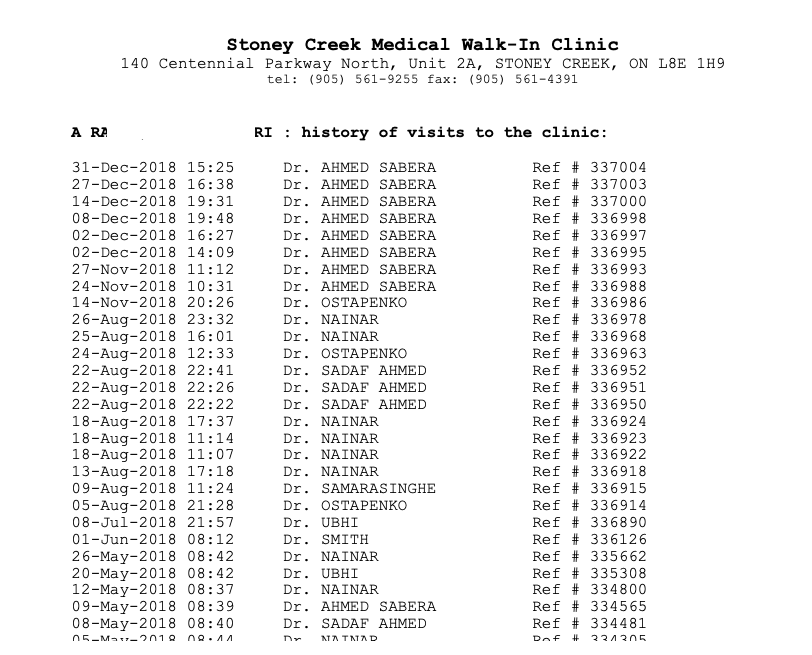 Stoney Creek Medical Walk-In Clinic
140 Centennial Parkway North, Unit 2A, STONEY CREEK, ON L8E 1H9
tel: (905) 561-9255 fax: (905) 561-4391
A RA RI : history of visits to the clinic:
31-Dec-2018 15:25 Dr. AHMED SABERA Ref # 337004
27-Dec-2018 16:38 Dr. AHMED SABERA Ref # 337003
14-Dec-2018 19:31 Dr. AHMED SABERA Ref # 337000
08-Dec-2018 19:48 Dr. AHMED SABERA Ref # 336998
02-Dec-2018 16:27 Dr. AHMED SABERA Ref # 336997
02-Dec-2018 14:09 Dr. AHMED SABERA Ref # 336995
27-Nov-2018 11:12 Dr. AHMED SABERA Ref # 336993
24-Nov-2018 10:31 Dr. AHMED SABERA Ref # 336988
14-Nov-2018 20:26 Dr. OSTAPENKO Ref # 336986
26-Aug-2018 23:32 Dr. NAINAR Ref # 336978
25-Aug-2018 16:01 Dr. NAINAR Ref # 336968
24-Aug-2018 12:33 Dr. OSTAPENKO Ref # 336963
22-Aug-2018 22:41 Dr. SADAF AHMED Ref # 336952
22-Aug-2018 22:26 Dr. SADAF AHMED Ref # 336951
22-Aug-2018 22:22 Dr. SADAF AHMED Ref # 336950
18-Aug-2018 17:37 Dr. NAINAR Ref # 336924
18-Aug-2018 11:14 Dr. NAINAR Ref # 336923
18-Aug-2018 11:07 Dr. NAINAR Ref # 336922
13-Aug-2018 17:18 Dr. NAINAR Ref # 336918
09-Aug-2018 11:24 Dr. SAMARASINGHE Ref # 336915
05-Aug-2018 21:28 Dr. OSTAPENKO Ref # 336914
08-Jul-2018 21:57 Dr. UBHI Ref # 336890
01-Jun-2018 08:12 Dr. SMITH Ref # 336126
26-May-2018 08:42 Dr. NAINAR Ref # 335662
20-May-2018 08:42 Dr. UBHI Ref # 335308
12-May-2018 08:37 Dr. NAINAR Ref # 334800
09-May-2018 08:39 Dr. AHMED SABERA Ref # 334565
08-May-2018 08:40 Dr. SADAF AHMED Ref # 334481
05-May-2018 08:44 Dr. NAINAR Ref # 334305